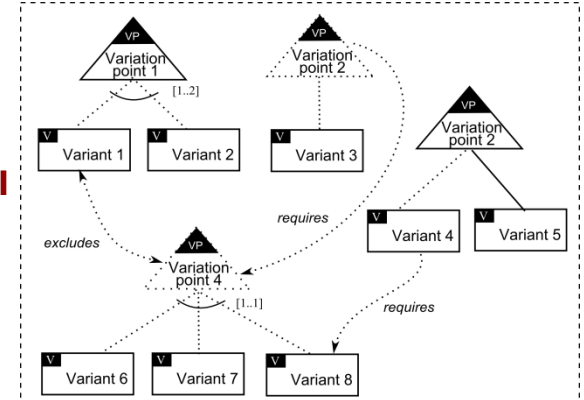 VP
Variation
point 1
[1..2]
V
Variant 1
V
Variant 2
VP
Variation
point 2
V
Variant 3
VP
Variation
point 2
V
Variant 4
V
Variant 5
excludes
requires
requires
VP
Variation
point 4
[1..1]
V
Variant 6
V
Variant 7
V
Variant 8